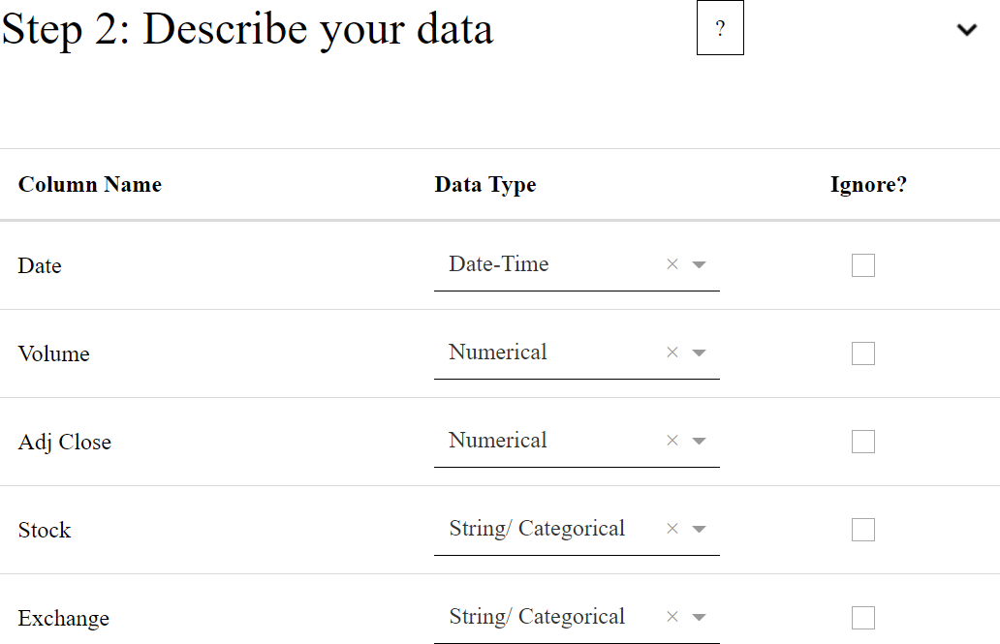 Step 2: Describe your data ?
Column Name Data Type Ignore?
Date Date-Time ×
Volume Numerical ×
Adj Close Numerical ×
Stock String/ Categorical ×
Exchange String/ Categorical ×